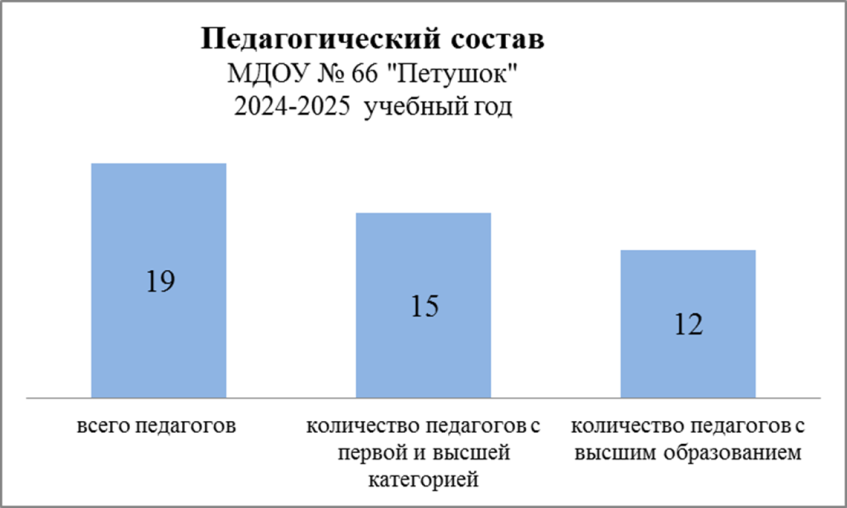 Педагогический состав
МДОУ № 66 "Петушок"
2024-2025 учебный год
19
15
12
всего педагогов
количество педагогов с
первой и высшей
категорией
количество педагогов с
высшим образованием